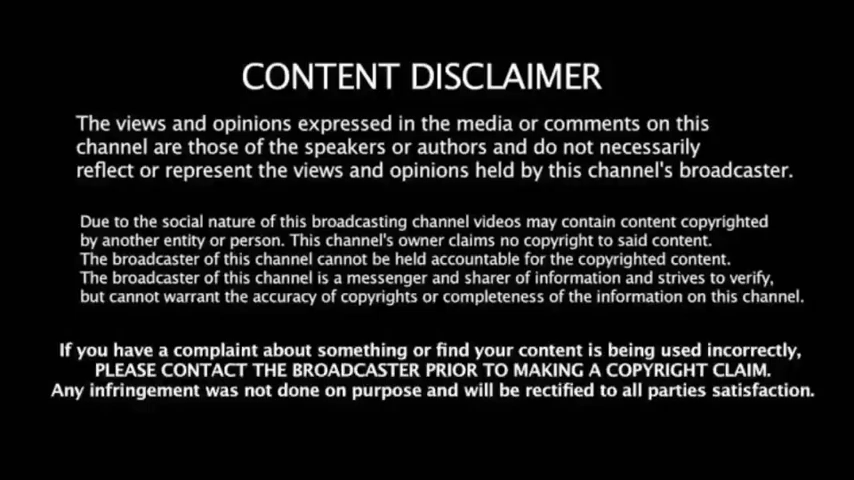 CONTENT DISCLAIMER
The views and opinions expressed in the media or comments on this
channel are those of the speakers or authors and do not necessarily
reflect or represent the views and opinions held by this channel's broadcaster.
Due to the social nature of this broadcasting channel videos may contain content copyrighted
by another entity or person. This channel's owner claims no copyright to said content.
The broadcaster of this channel cannot be held accountable for the copyrighted content.
The broadcaster of this channel is a messenger and sharer of information and strives to verify,
but cannot warrant the accuracy of copyrights or completeness of the information on this channel.
If you have a complaint about something or find your content is being used incorrectly,
PLEASE CONTACT THE BROADCASTER PRIOR TO MAKING A COPYRIGHT CLAIM.
Any infringement was not done on purpose and will be rectified to all parties satisfaction.